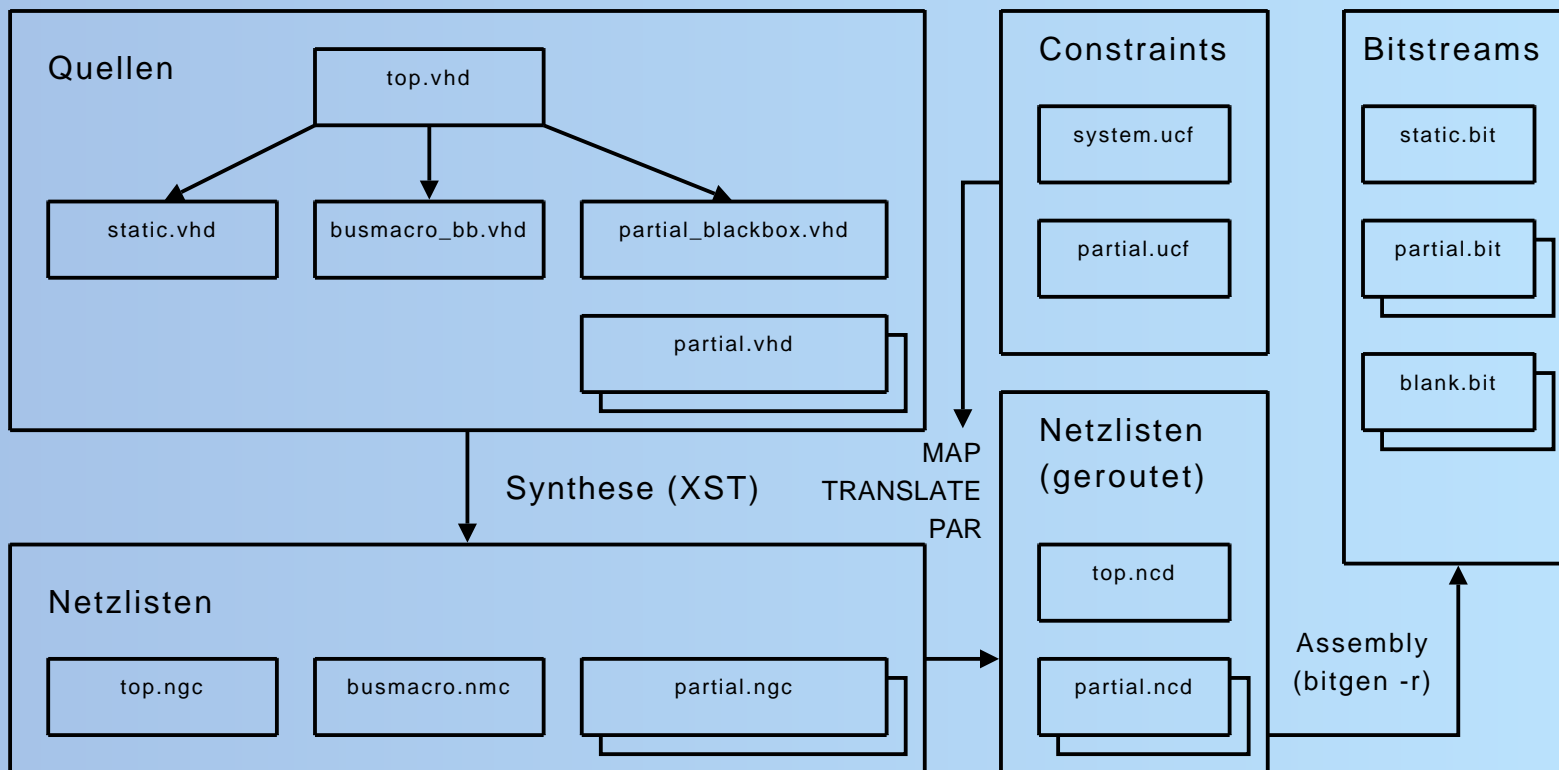 Quellen
top.vhd
static.vhd
busmacro_bb.vhd
partial_blackbox.vhd
partial.vhd
Synthese (XST)
Netzlisten
top.ngc
busmacro.nmc
partial.ngc
Constraints
system.ucf
partial.ucf
MAP
TRANSLATE
PAR
Netzlisten
(geroutet)
top.ncd
partial.ncd
Assembly
(bitgen -r)
Bitstreams
static.bit
partial.bit
blank.bit